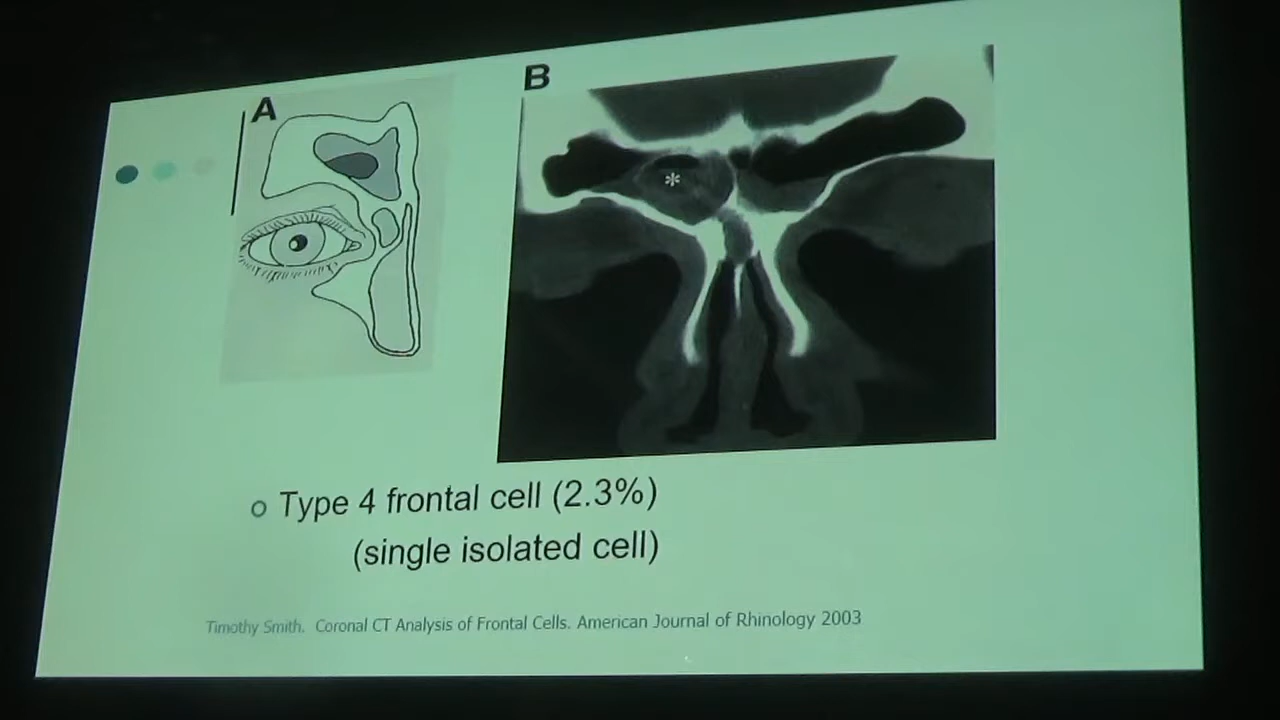 A
B
*
Type 4 frontal cell (2.3%)
(single isolated cell)
Timothy Smith. Coronal CT Analysis of Frontal Cells. American Journal of Rhinology 2003